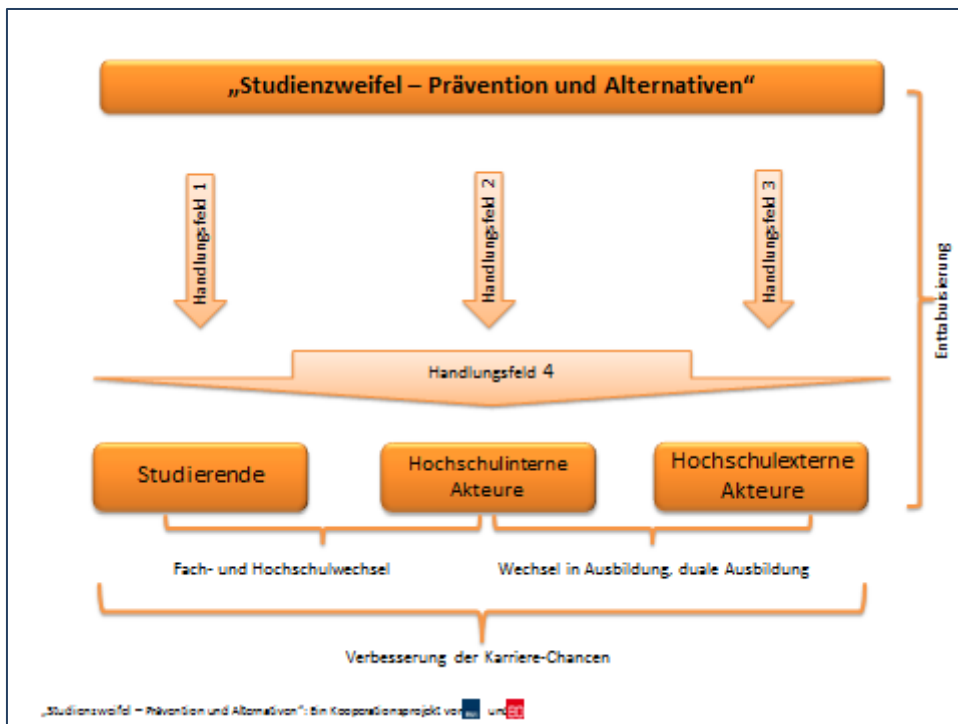 „Studienzweifel – Prävention und Alternativen“
Handlungsfeld 1
Handlungsfeld 2
Handlungsfeld 3
Enttabuisierung
Handlungsfeld 4
Studierende
Hochschulinterne
Akteure
Hochschulexterne
Akteure
Fach- und Hochschulwechsel
Wechsel in Ausbildung, duale Ausbildung
Verbesserung der Karriere-Chancen
„Studienzweifel – Prävention und Alternativen“: Ein Kooperationsprojekt von und